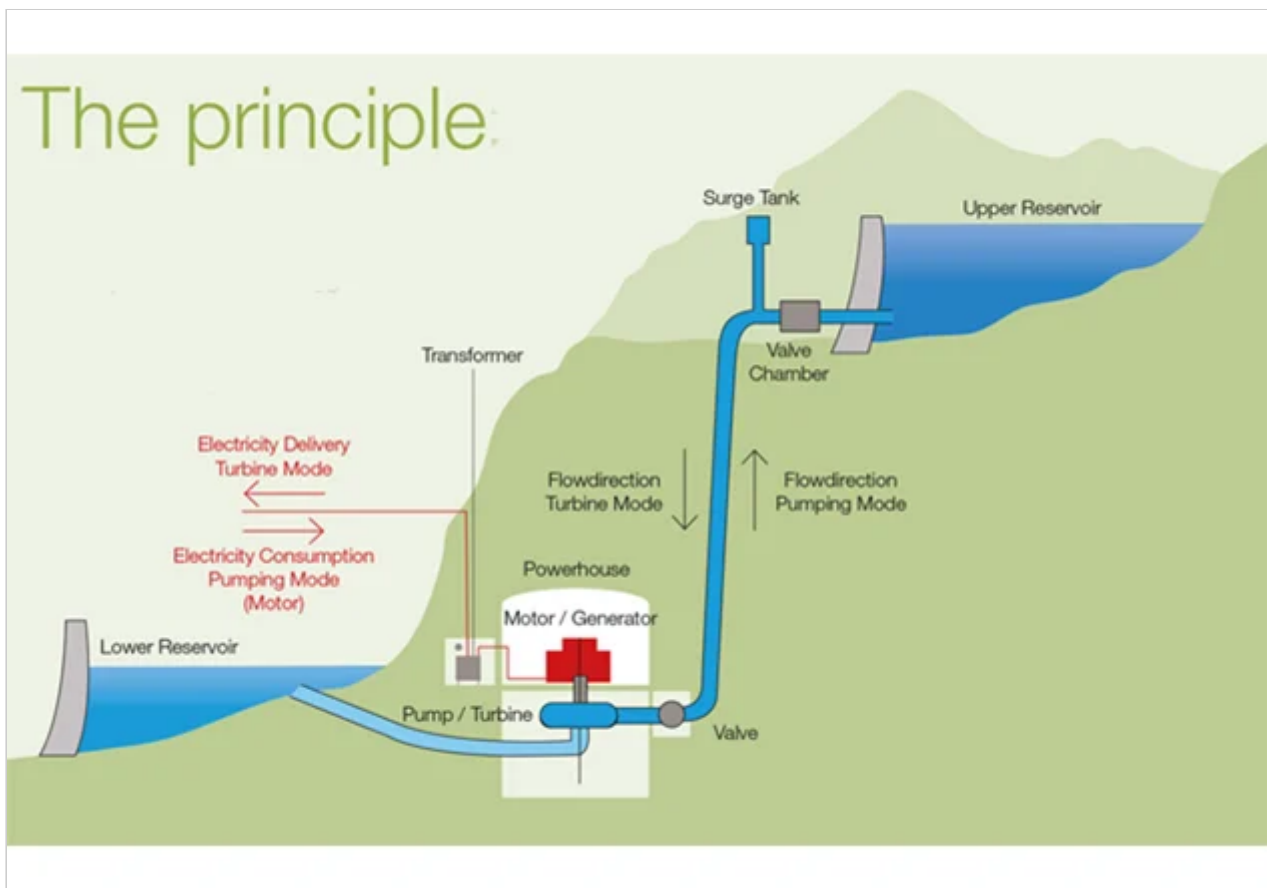 The principle:
Surge Tank
Upper Reservoir
Valve
Chamber
Transformer
Electricity Delivery
Turbine Mode
Flowdirection
Turbine Mode
Flowdirection
Pumping Mode
Electricity Consumption
Pumping Mode
(Motor)
Powerhouse
Motor / Generator
Lower Reservoir
Pump / Turbine
Valve